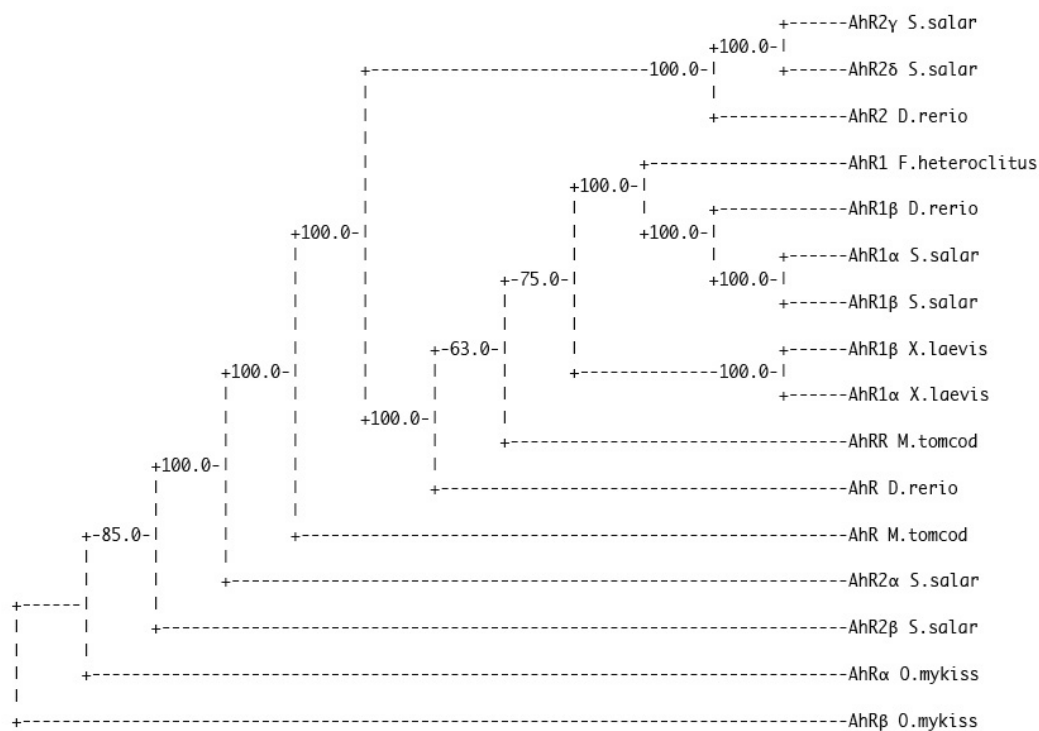 AhR2γ S.salar
100.0
100.0 AhR2δ S.salar
AhR2 D.rerio
AhR1 F.heteroclitus
100.0
100.0 100.0 AhR1β D.rerio
AhR1α S.salar
75.0 100.0
AhR1β S.salar
63.0 AhR1β X.laevis
100.0 100.0
AhR1α X.laevis
100.0
AhRR M.tomcod
100.0
AhR D.rerio
85.0 AhR M.tomcod
AhR2α S.salar
AhR2β S.salar
AhRα O.mykiss
AhRβ O.mykiss